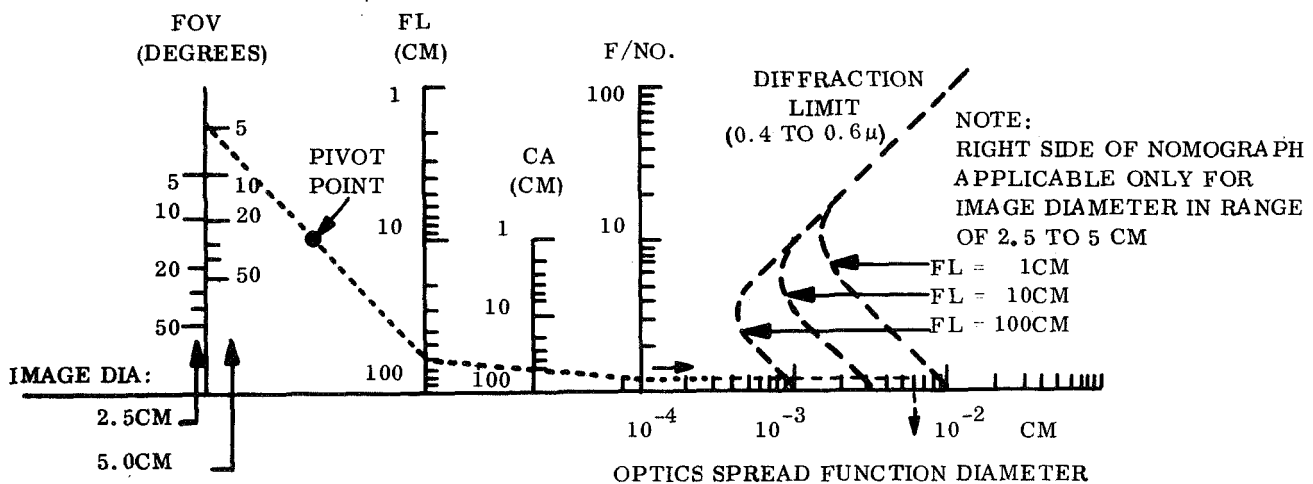 FOV
(DEGREES)
FL
(CM)
F/NO.
CA
(CM)
PIVOT
POINT
DIFFRACTION
LIMIT
(0.4 TO 0.6μ)
NOTE:
RIGHT SIDE OF NOMOGRAPH
APPLICABLE ONLY FOR
IMAGE DIAMETER IN RANGE
OF 2.5 TO 5 CM
FL = 1CM
FL = 10CM
FL = 100CM
5
10
20
50
5
10
20
50
1
10
100
1
10
100
100
10
IMAGE DIA:
2.5CM
5.0CM
10⁻⁴
10⁻³
10⁻²
CM
OPTICS SPREAD FUNCTION DIAMETER